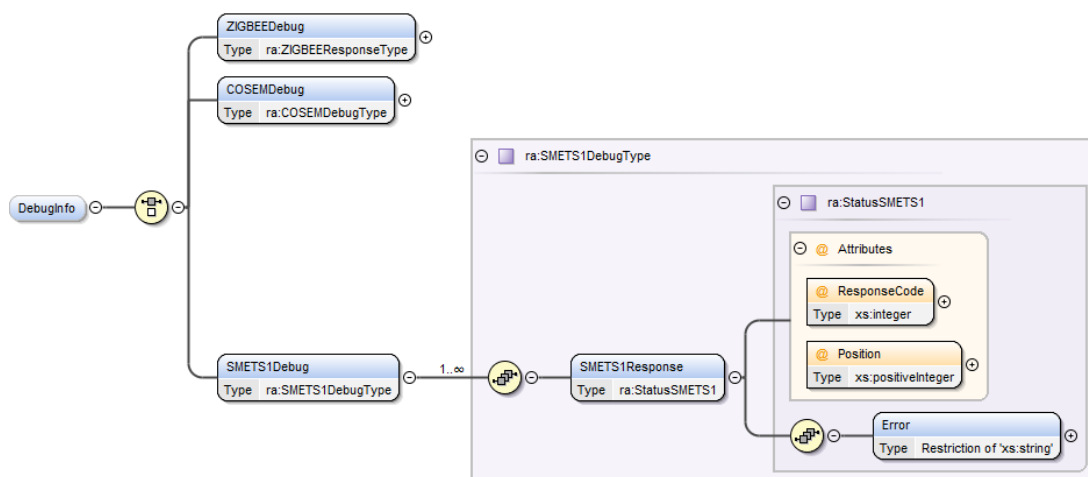 ZIGBEEDebug
Type ra:ZIGBEEResponseType
COSEMDebug
Type ra:COSEMDebugType
ra:SMETS1DebugType
DebugInfo
ra:StatusSMETS1
@ Attributes
@ ResponseCode
Type xs:integer
@ Position
Type xs:positiveInteger
SMETS1Debug
Type ra:SMETS1DebugType
1..∞
SMETS1Response
Type ra:StatusSMETS1
Error
Type Restriction of 'xs:string'